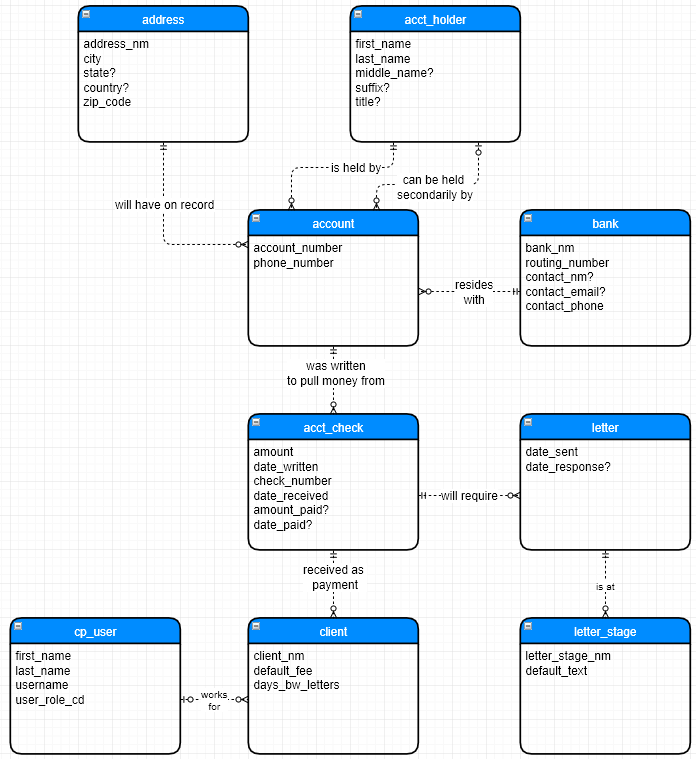 address
address_nm
city
state?
country?
zip_code
acct_holder
first_name
last_name
middle_name?
suffix?
title?
is held by
can be held
secondarily by
will have on record
account
account_number
phone_number
bank
bank_nm
routing_number
contact_nm?
contact_email?
contact_phone
resides
with
was written
to pull money from
acct_check
amount
date_written
check_number
date_received
amount_paid?
date_paid?
will require
letter
date_sent
date_response?
received as
payment
is at
cp_user
first_name
last_name
username
user_role_cd
works
for
client
client_nm
default_fee
days_bw_letters
letter_stage
letter_stage_nm
default_text